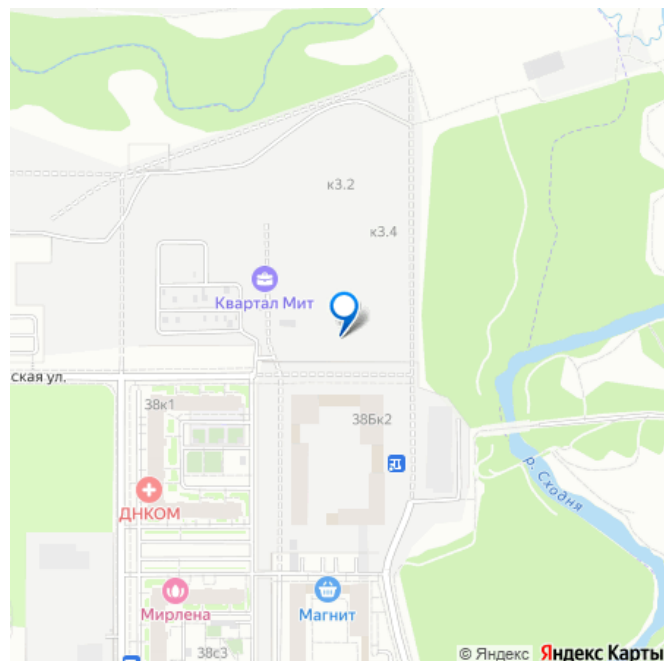 к3.2
к3.4
Квартал Мит
ская ул.
38к1
38Бк2
р. Сходня
ДНКОМ
Мирлена
Магнит
38с3
© Яндекс Яндекс Карты